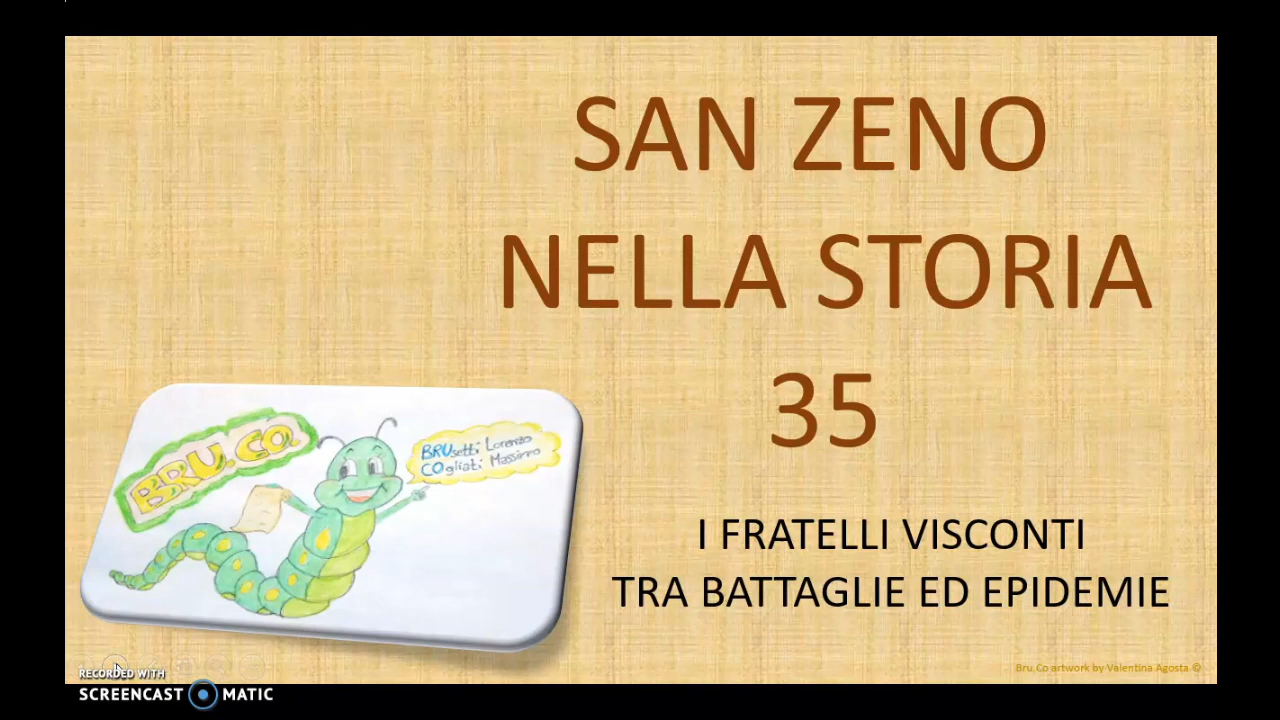 SAN ZENO
NELLA STORIA
35
BRU.CO.
BRUsetti Lorenzo
COgliati Massimo
I FRATELLI VISCONTI
TRA BATTAGLIE ED EPIDEMIE
Bru.Co artwork by Valentina Agosta ©
RECORDED WITH
SCREENCAST MATIC